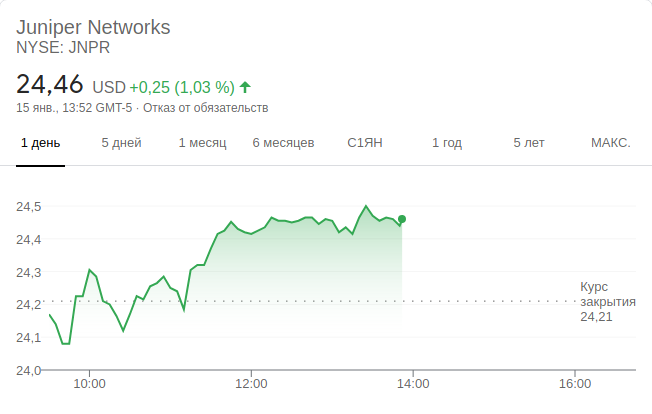 Juniper Networks
NYSE: JNPR
24,46 USD +0,25 (1,03 %)
15 янв., 13:52 GMT-5 · Отказ от обязательств
1 день 5 дней 1 месяц 6 месяцев С1ЯН 1 год 5 лет МАКС.
24,5
24,4
24,3
24,2
24,1
24,0
Курс
закрытия
24,21
10:00 12:00 14:00 16:00